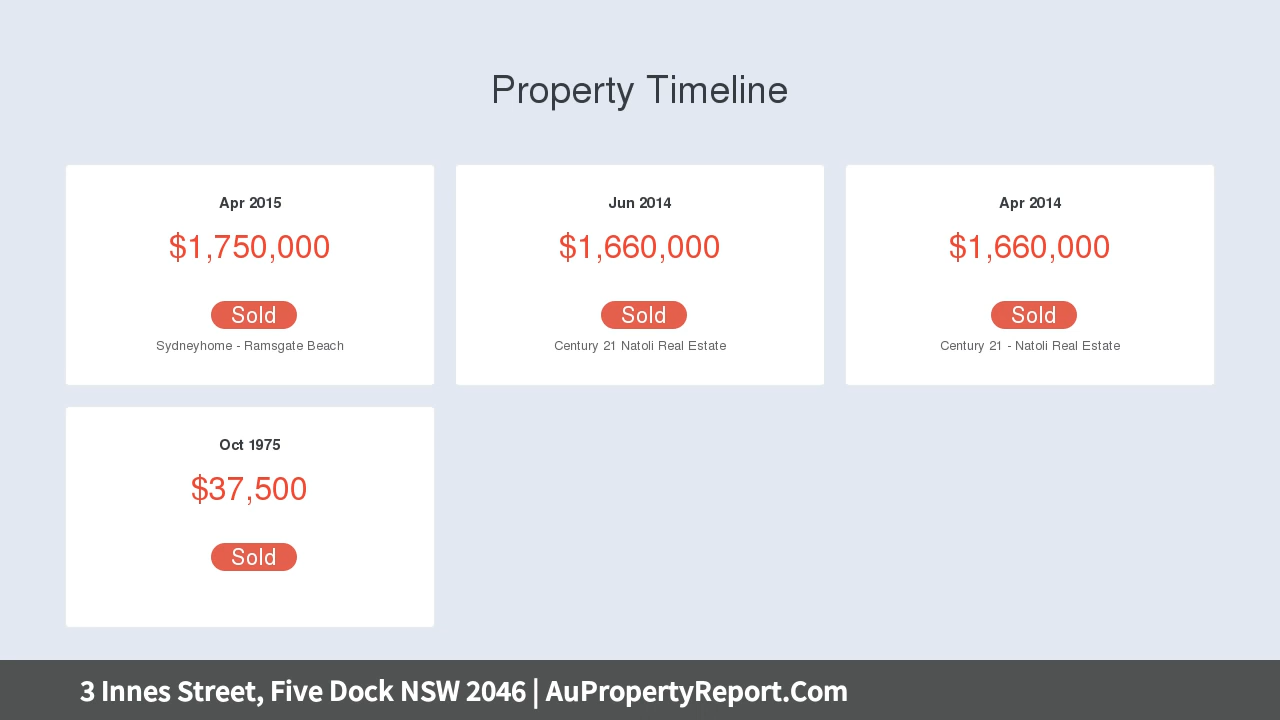 Property Timeline
Apr 2015
$1,750,000
Sold
Sydneyhome - Ramsgate Beach
Jun 2014
$1,660,000
Sold
Century 21 Natoli Real Estate
Apr 2014
$1,660,000
Sold
Century 21 - Natoli Real Estate
Oct 1975
$37,500
Sold
3 Innes Street, Five Dock NSW 2046 | AuPropertyReport.Com